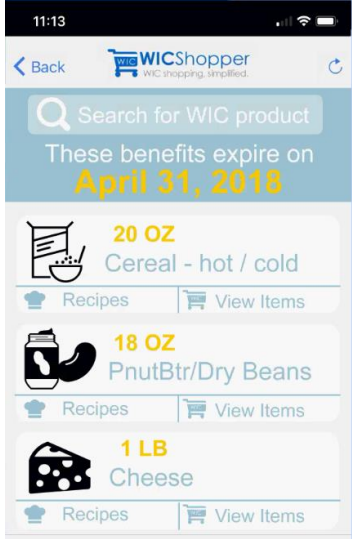 11:13
Back
WIC WICShopper
WIC shopping, simplified.
Search for WIC product
These benefits expire on
April 31, 2018
20 OZ
Cereal - hot / cold
Recipes View Items
18 OZ
PnutBtr/Dry Beans
Recipes View Items
1 LB
Cheese
Recipes View Items